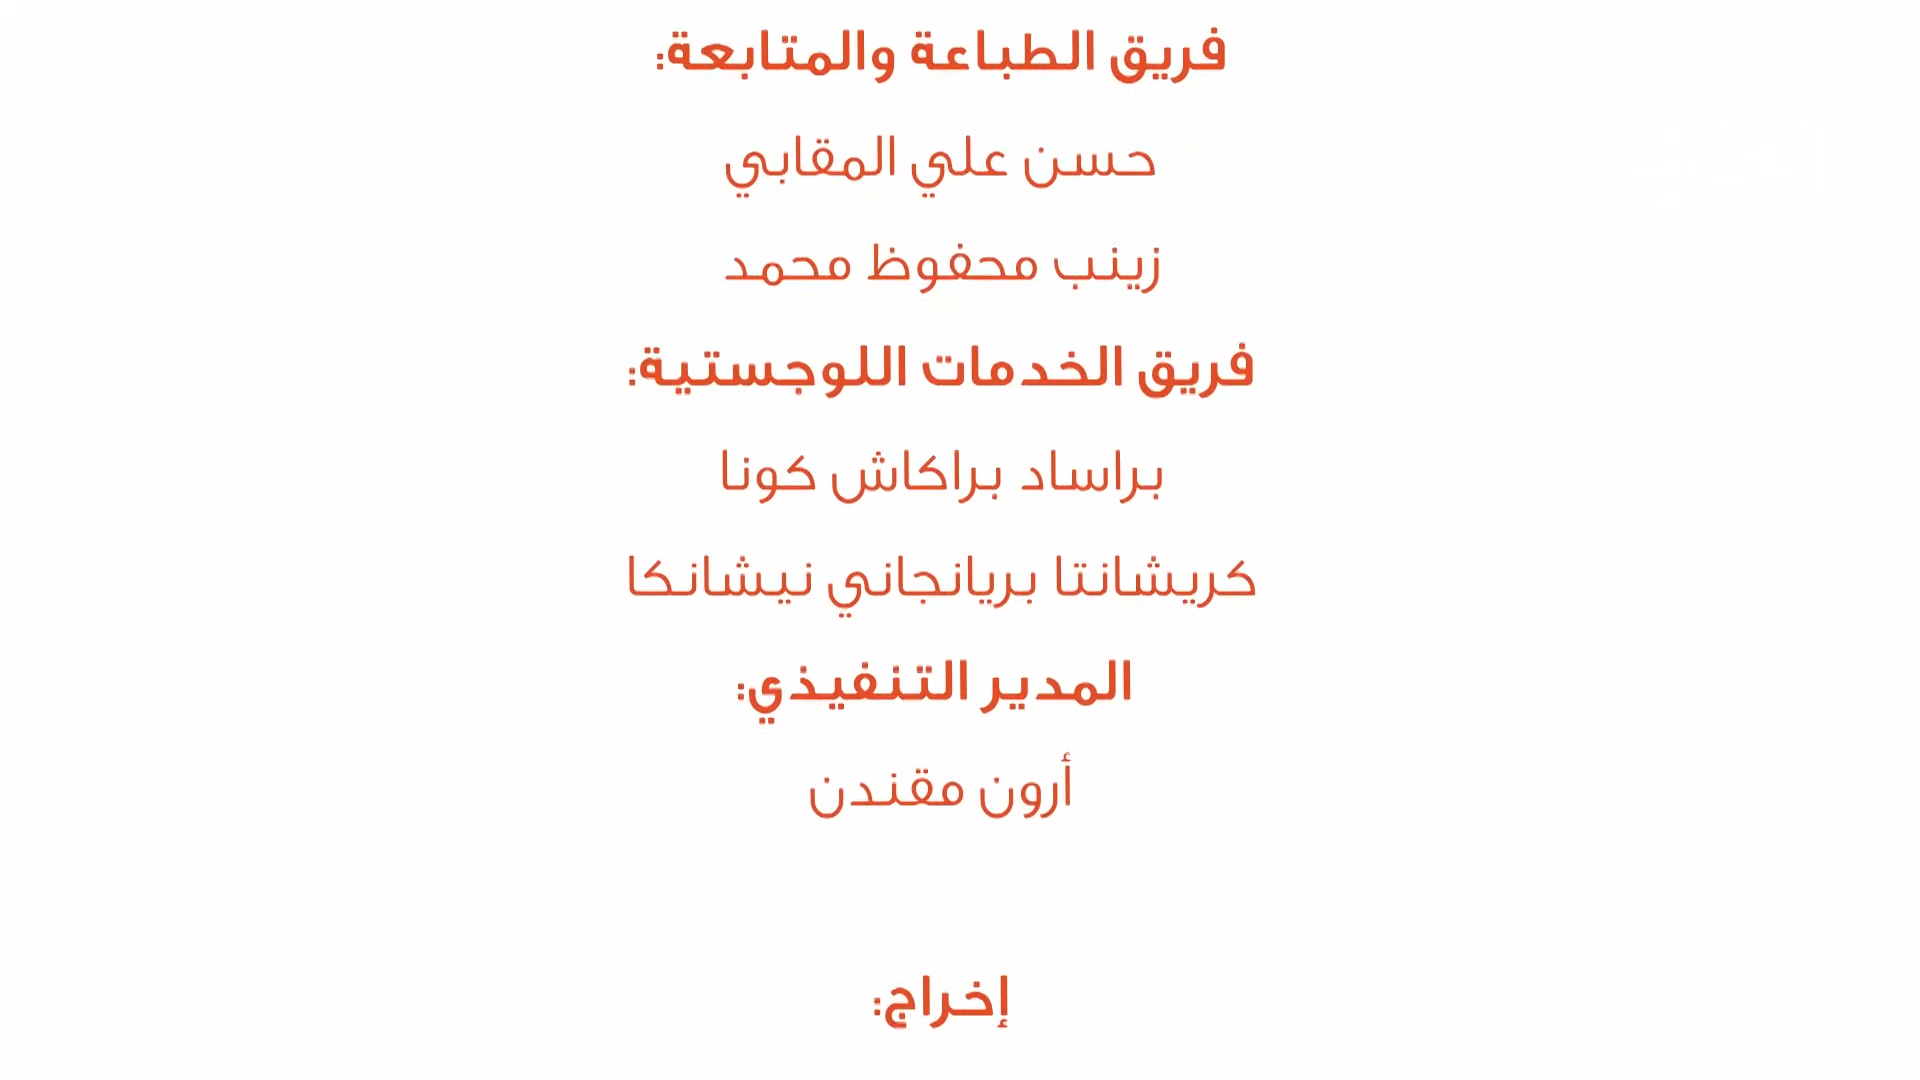 فريق الطباعة والمتابعة:
حسن علي المقابي
زينب محفوظ محمد
فريق الخدمات اللوجستية:
براساد براكاش كونا
كريشانتا بريانجاني نيشانكا
المدير التنفيذي:
أرون مقندن
إخراج: